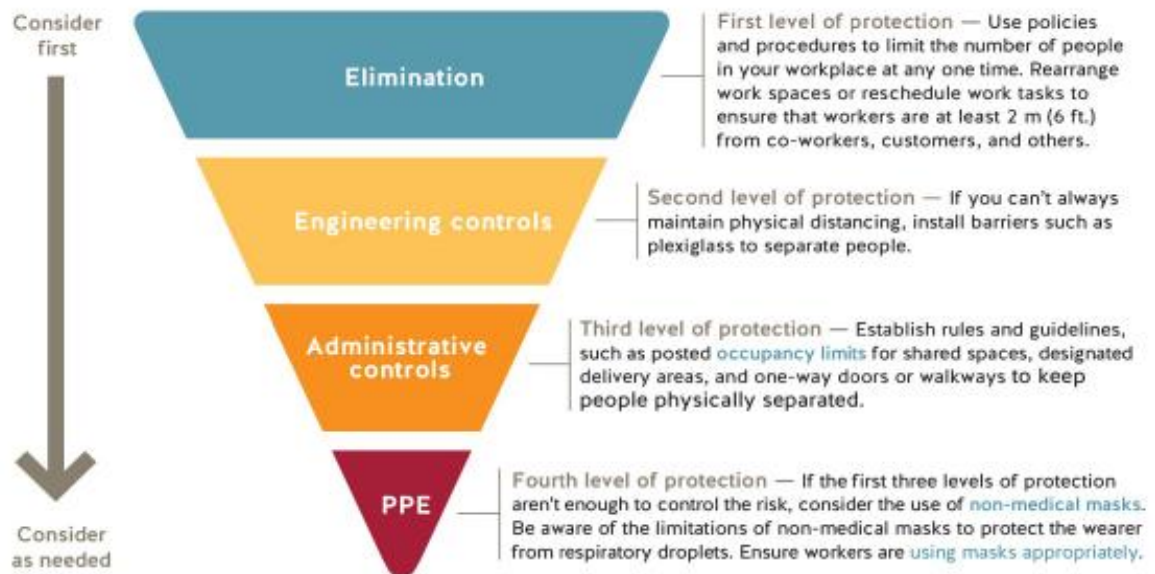 Consider
first
Elimination
First level of protection — Use policies
and procedures to limit the number of people
in your workplace at any one time. Rearrange
work spaces or reschedule work tasks to
ensure that workers are at least 2 m (6 ft.)
from co-workers, customers, and others.
Engineering controls
Second level of protection — If you can't always
maintain physical distancing, install barriers such as
plexiglass to separate people.
Administrative
controls
Third level of protection — Establish rules and guidelines,
such as posted occupancy limits for shared spaces, designated
delivery areas, and one-way doors or walkways to keep
people physically separated.
PPE
Fourth level of protection — If the first three levels of protection
aren't enough to control the risk, consider the use of non-medical masks.
Be aware of the limitations of non-medical masks to protect the wearer
from respiratory droplets. Ensure workers are using masks appropriately.
Consider
as needed